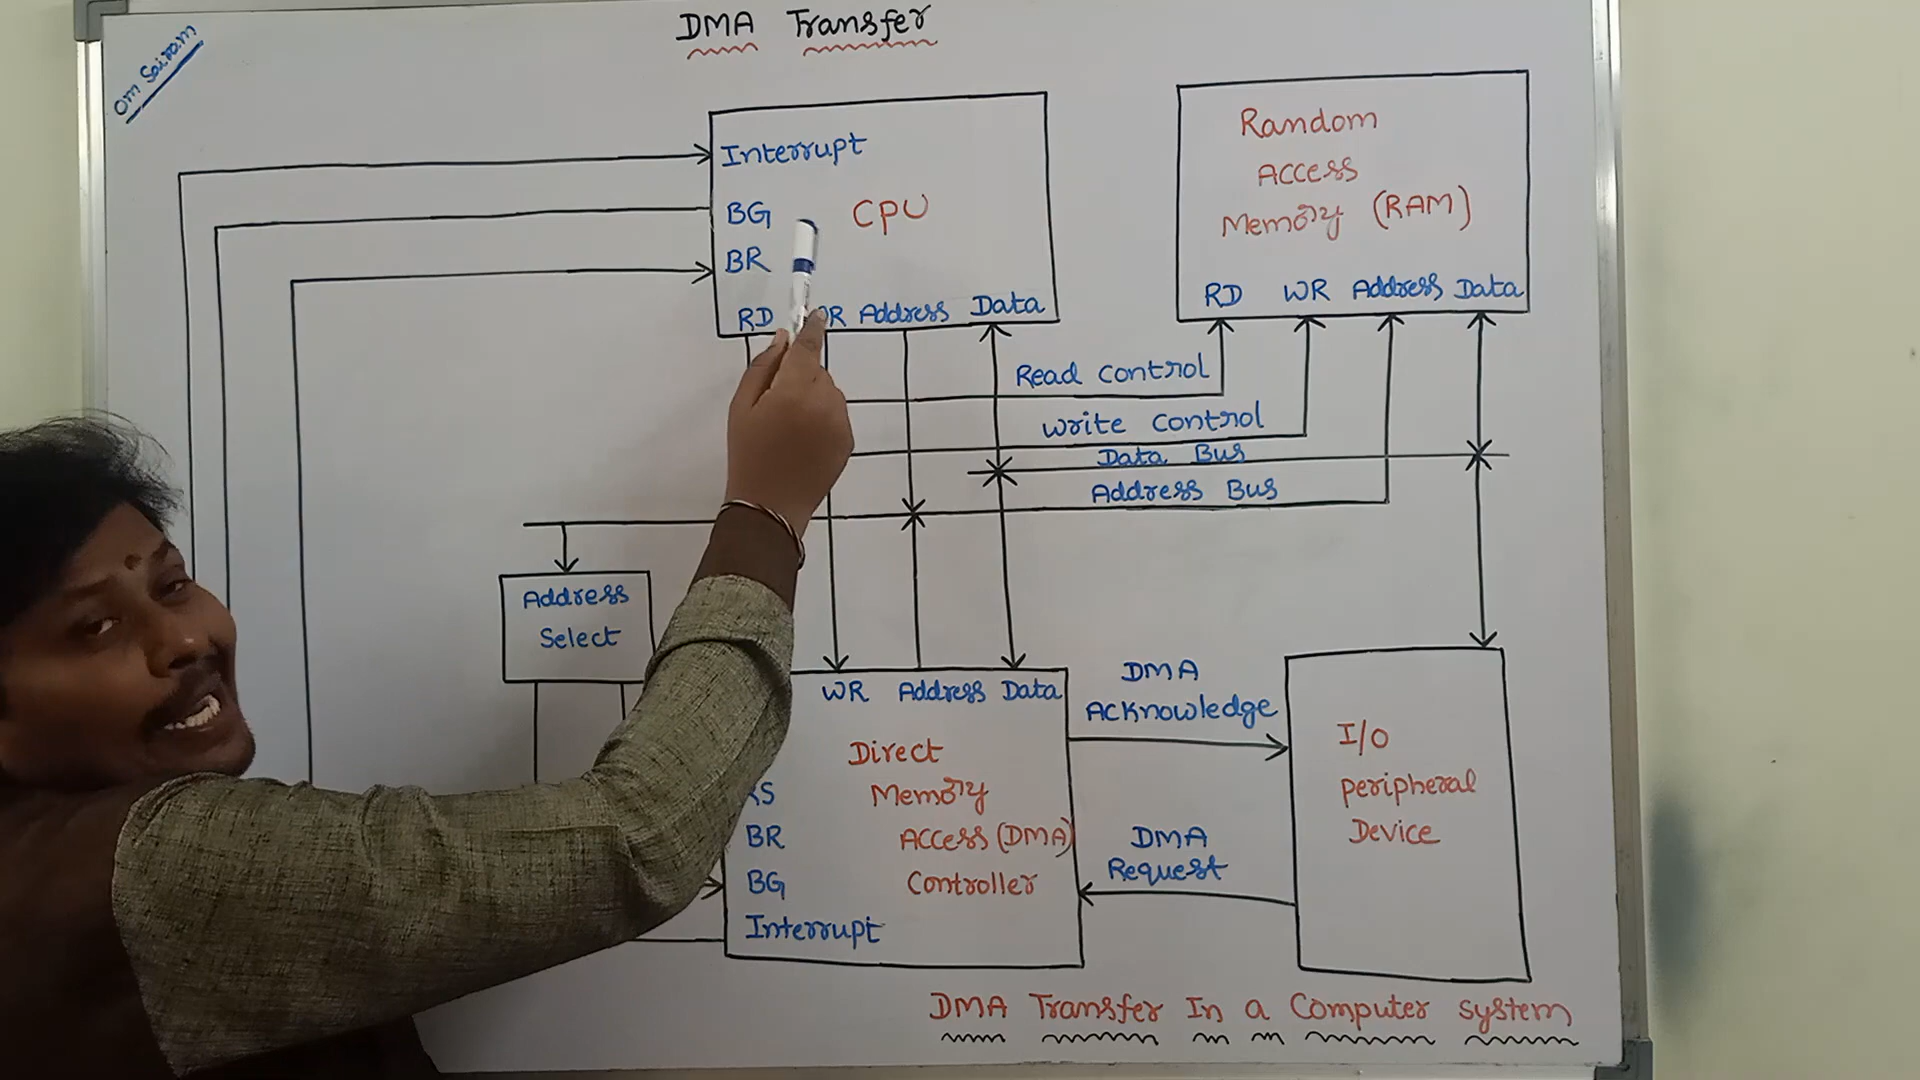 DMA Transfer
Om Sairam
Interrupt
BG
CPU
BR
RD
Address
Data
Random
Access
Memory (RAM)
RD WR Address Data
Read Control
Write Control
Data Bus
Address Bus
Address
Select
WR Address Data
Direct
Memory
Access (DMA)
Controller
BR
BG
Interrupt
DMA
Acknowledge
DMA
Request
I/O
Peripheral
Device
DMA Transfer In a Computer System